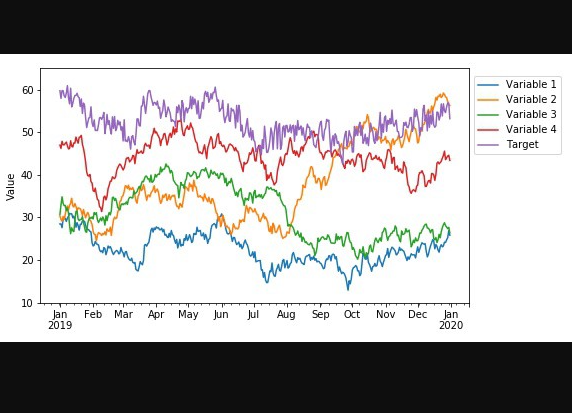 Variable 1
Variable 2
Variable 3
Variable 4
Target
Value
60
50
40
30
20
10
Jan Feb Mar Apr May Jun Jul Aug Sep Oct Nov Dec Jan
2019 2020